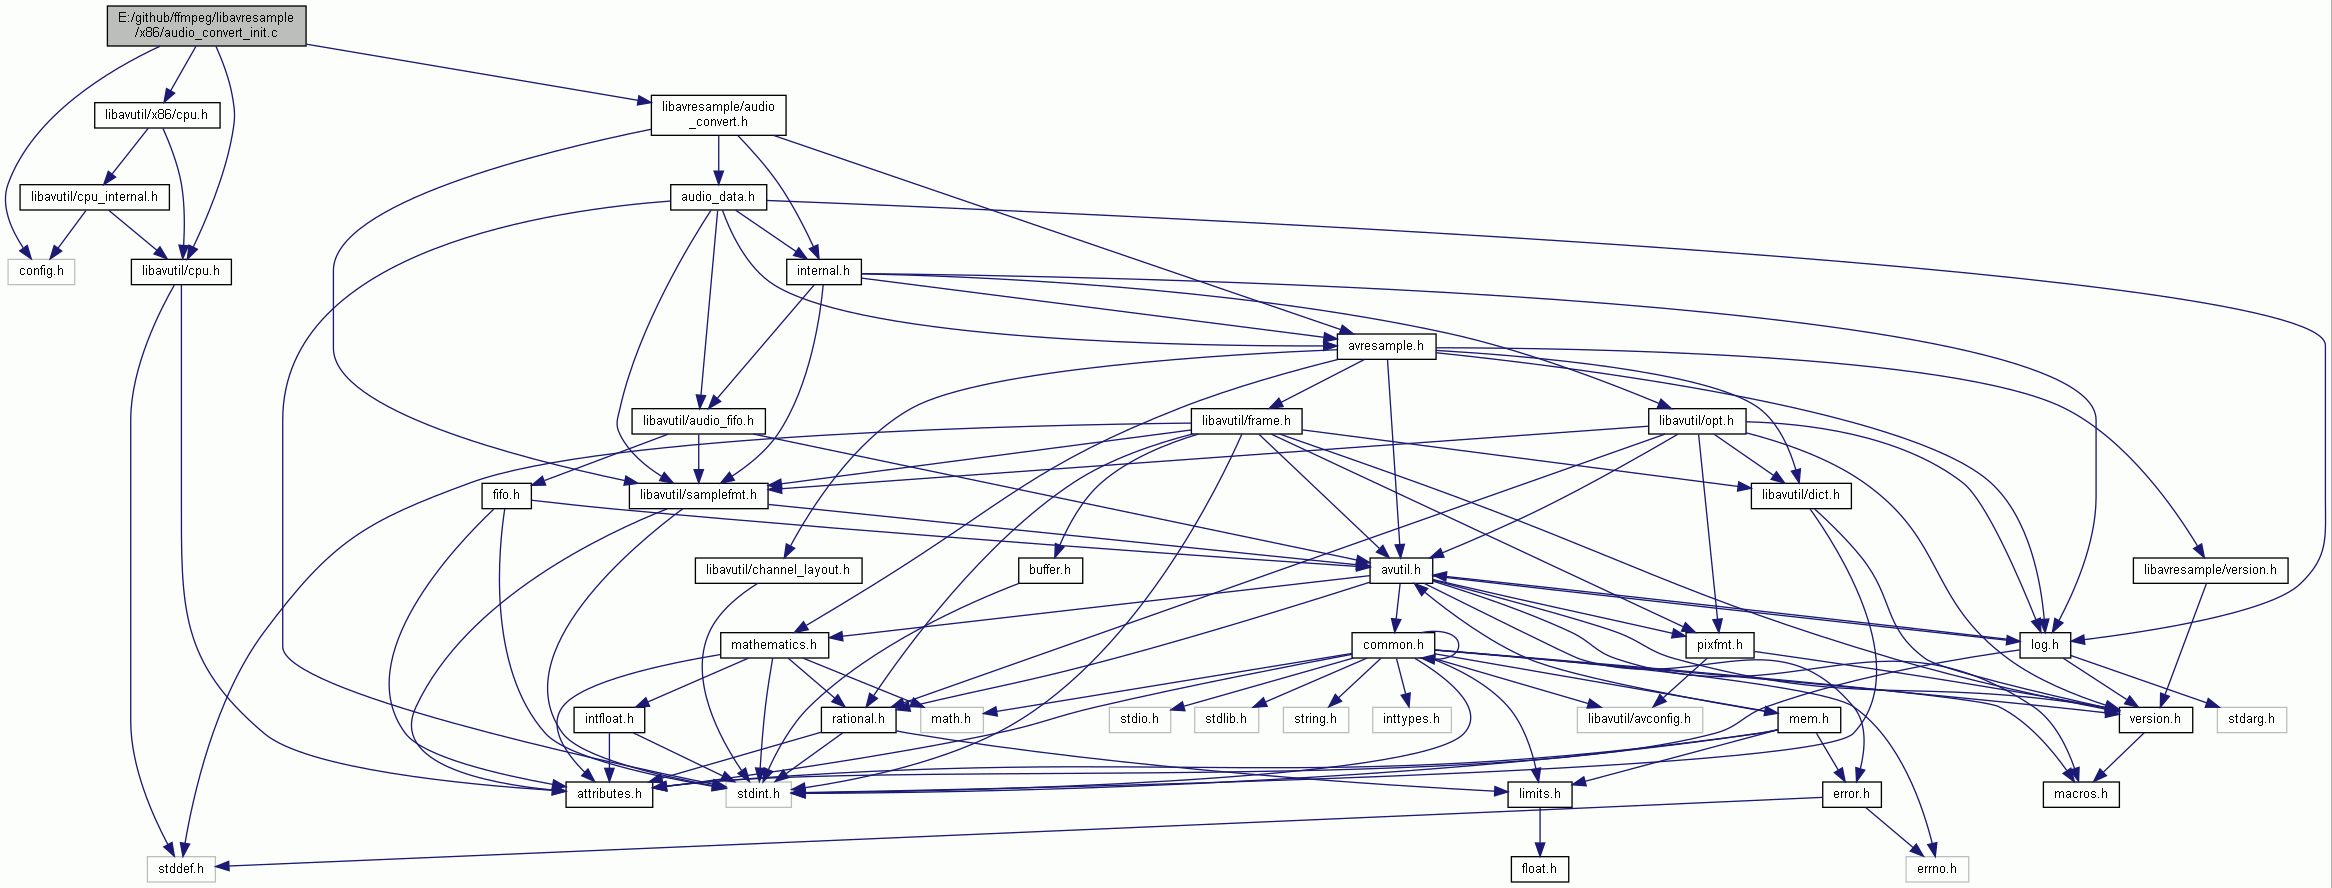 E:/github/ffmpeg/libavresample
/x86/audio_convert_init.c
libavutil/x86/cpu.h
libavresample/audio
_convert.h
libavutil/cpu_internal.h
audio_data.h
config.h
libavutil/cpu.h
internal.h
avresample.h
libavutil/audio_fifo.h
libavutil/frame.h
libavutil/opt.h
fifo.h
libavutil/samplefmt.h
libavutil/dict.h
libavutil/channel_layout.h
buffer.h
avutil.h
libavresample/version.h
mathematics.h
common.h
pixfmt.h
log.h
intfloat.h
rational.h
math.h
stdio.h
stdlib.h
string.h
inttypes.h
libavutil/avconfig.h
mem.h
version.h
stdarg.h
attributes.h
stdint.h
limits.h
error.h
macros.h
stddef.h
float.h
errno.h